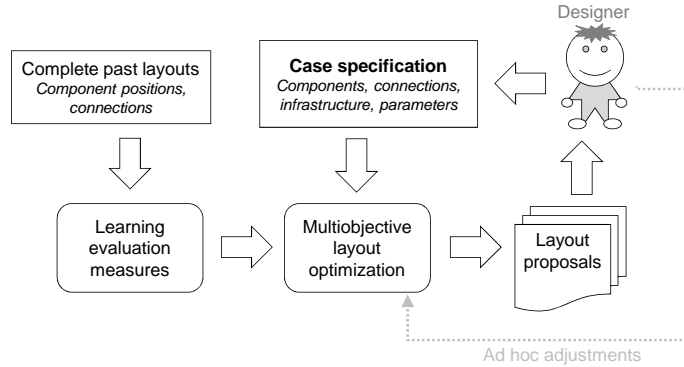 Designer
Complete past layouts
Component positions,
connections
Case specification
Components, connections,
infrastructure, parameters
Learning
evaluation
measures
Multiobjective
layout
optimization
Layout
proposals
Ad hoc adjustments